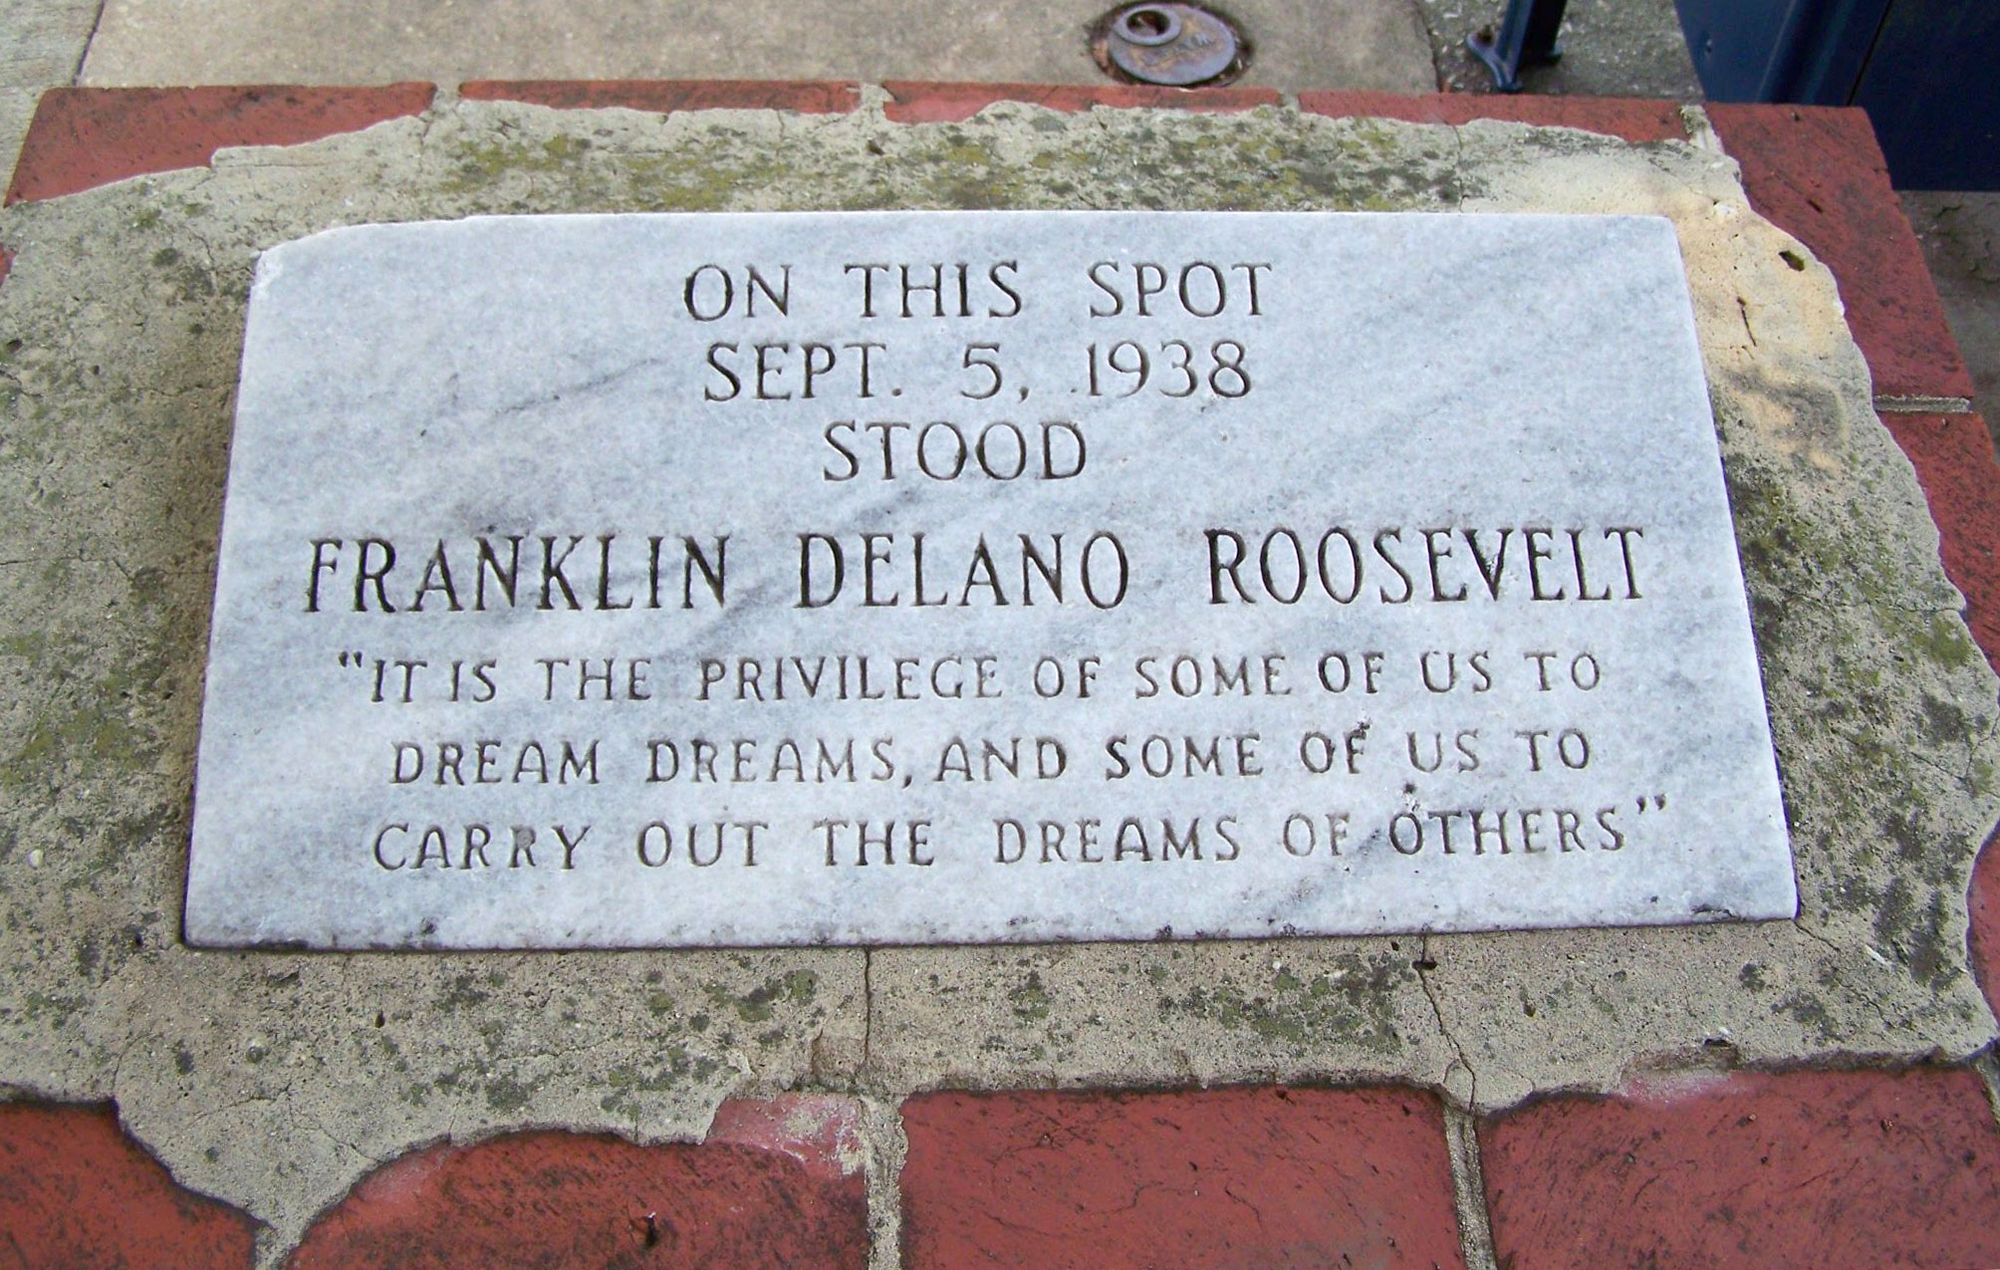 ON THIS SPOT
SEPT. 5, 1938
STOOD
FRANKLIN DELANO ROOSEVELT
"IT IS THE PRIVILEGE OF SOME OF US TO
DREAM DREAMS, AND SOME OF US TO
CARRY OUT THE DREAMS OF OTHERS"